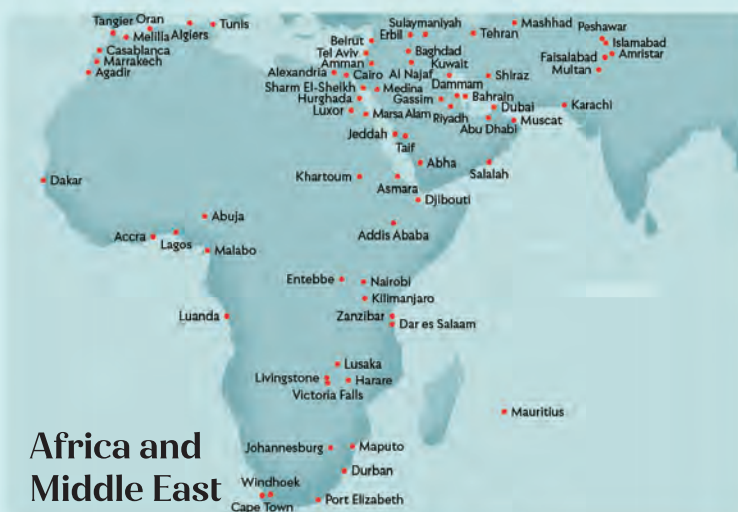 Tangier
Oran
Tunis
Melilla
Algiers
Casablanca
Marrakech
Agadir
Sulaymaniyah
Mashhad
Peshawar
Beirut
Erbil
Tehran
Islamabad
Tel Aviv
Baghdad
Faisalabad
Amristar
Amman
Kuwait
Multan
Alexandria
Cairo
Al Najaf
Shiraz
Dammam
Sharm El-Sheikh
Medina
Hurghada
Gassim
Bahrain
Dubai
Karachi
Luxor
Marsa Alam
Riyadh
Muscat
Abu Dhabi
Jeddah
Taif
Abha
Salalah
Dakar
Khartoum
Asmara
Djibouti
Abuja
Accra
Lagos
Addis Ababa
Malabo
Entebbe
Nairobi
Kilimanjaro
Luanda
Zanzibar
Dar es Salaam
Lusaka
Livingstone
Harare
Victoria Falls
Mauritius
Africa and
Middle East
Johannesburg
Maputo
Durban
Windhoek
Port Elizabeth
Cape Town